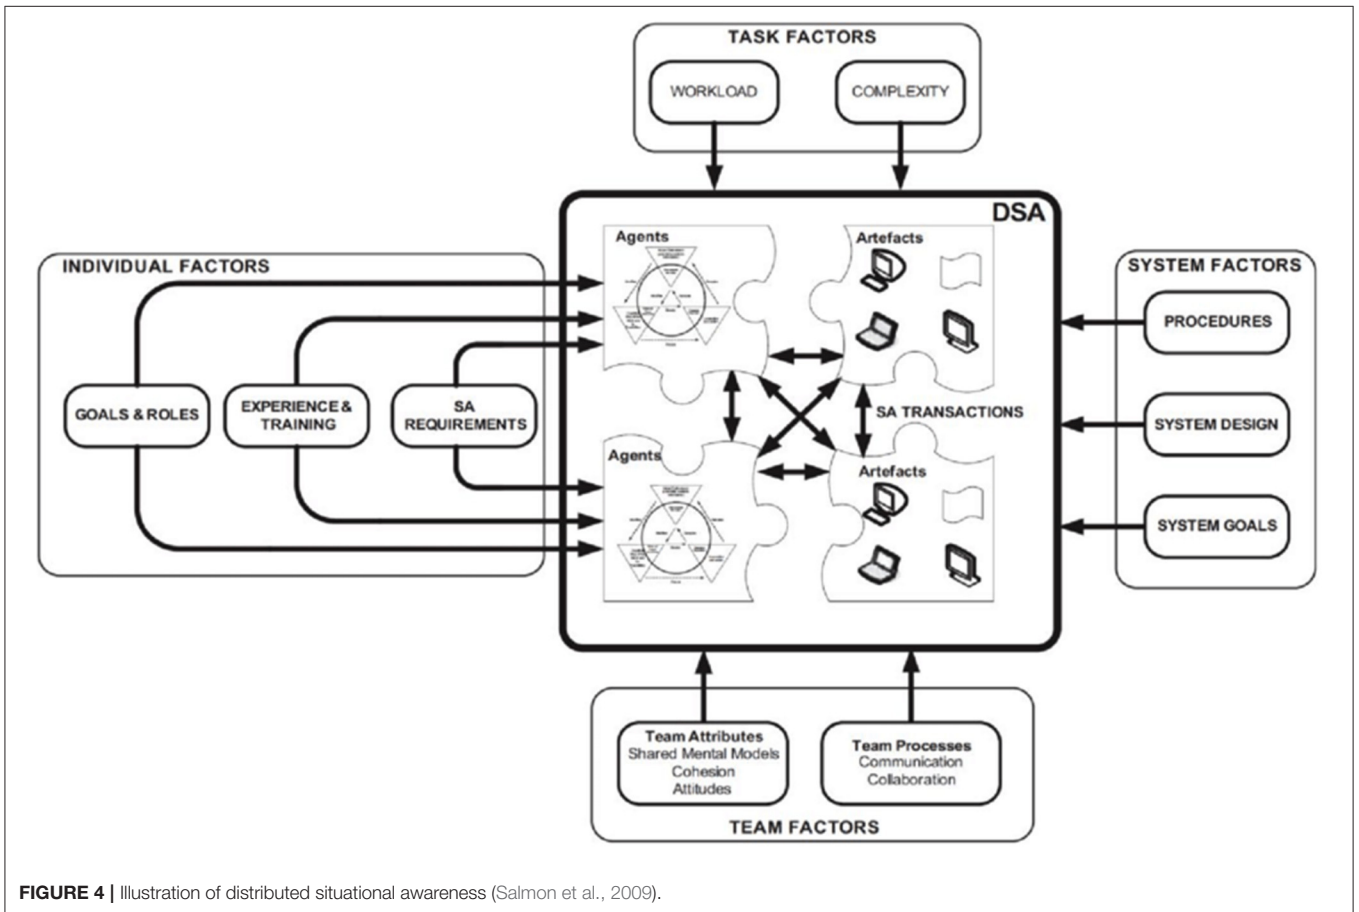 TASK FACTORS
WORKLOAD
COMPLEXITY
DSA
Agents
Artefacts
INDIVIDUAL FACTORS
SYSTEM FACTORS
PROCEDURES
GOALS & ROLES
EXPERIENCE &
TRAINING
SA
REQUIREMENTS
SA TRANSACTIONS
SYSTEM DESIGN
Agents
Artefacts
SYSTEM GOALS
Team Attributes
Shared Mental Models
Cohesion
Attitudes
Team Processes
Communication
Collaboration
TEAM FACTORS
FIGURE 4 | Illustration of distributed situational awareness (Salmon et al., 2009).